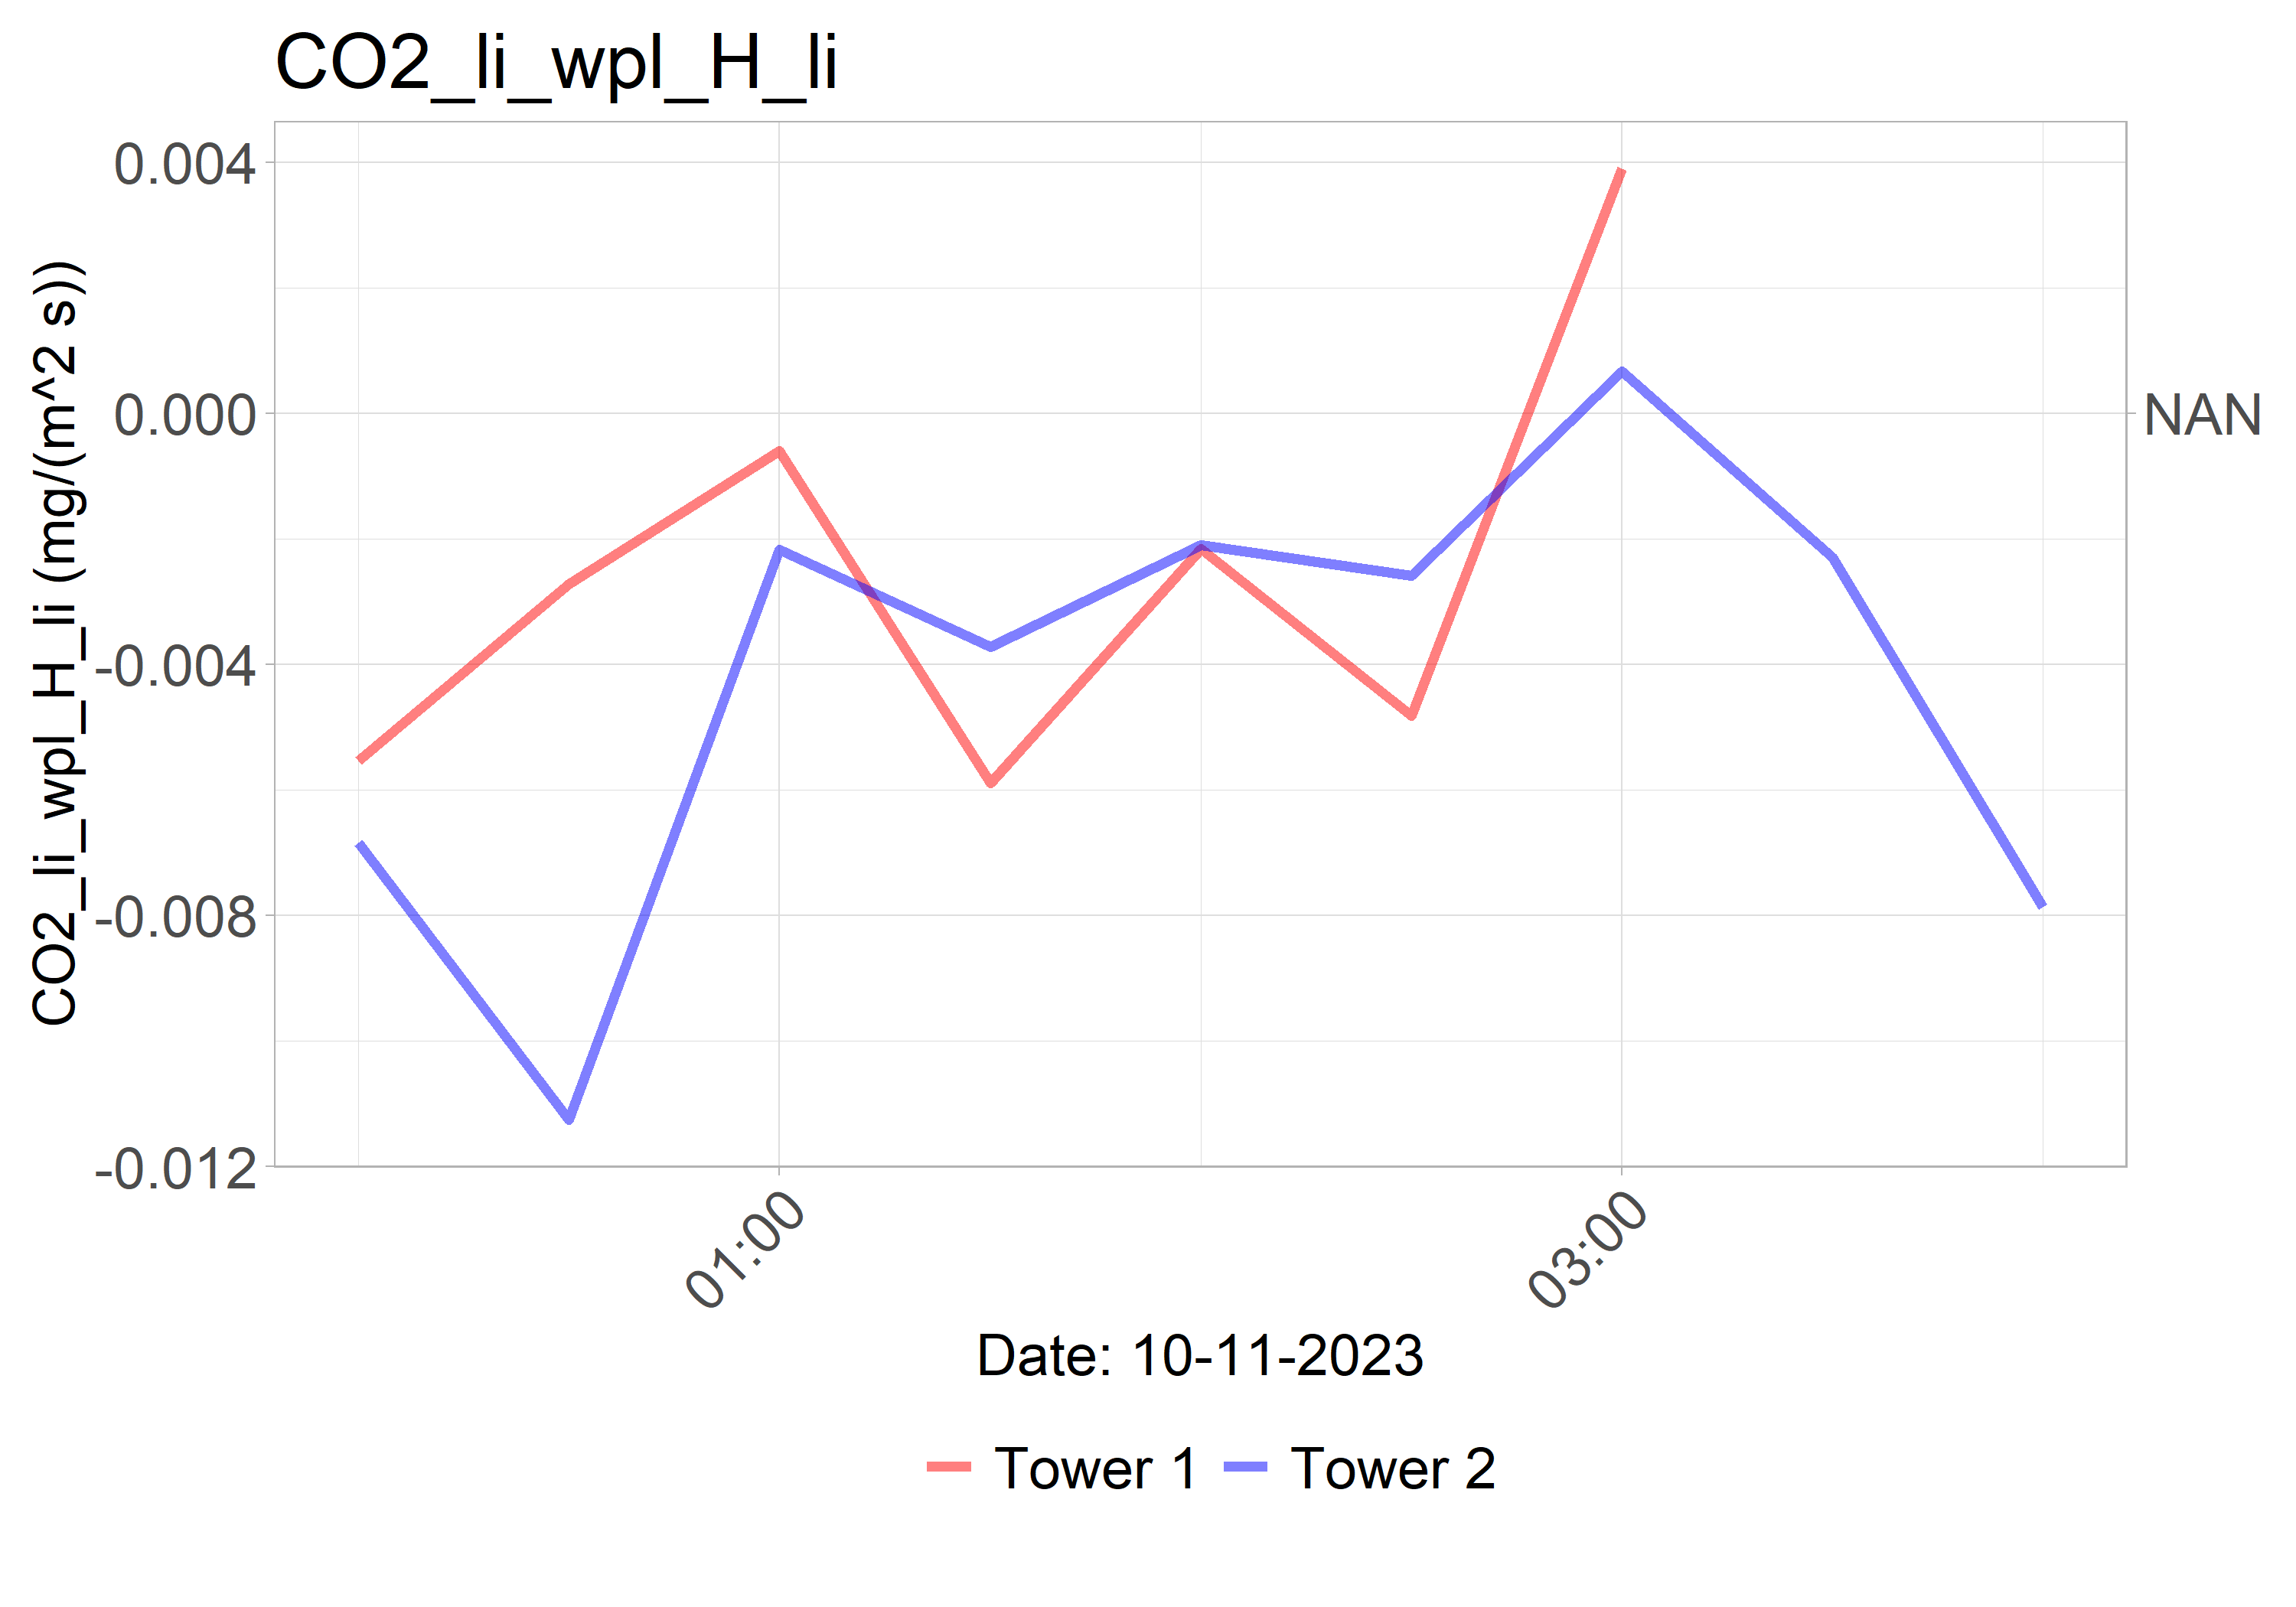 CO2_li_wpl_H_li
CO2_li_wpl_H_li (mg/(m^2 s))
0.004
0.000
-0.004
-0.008
-0.012
NAN
01:00
03:00
Date: 10-11-2023
Tower 1
Tower 2